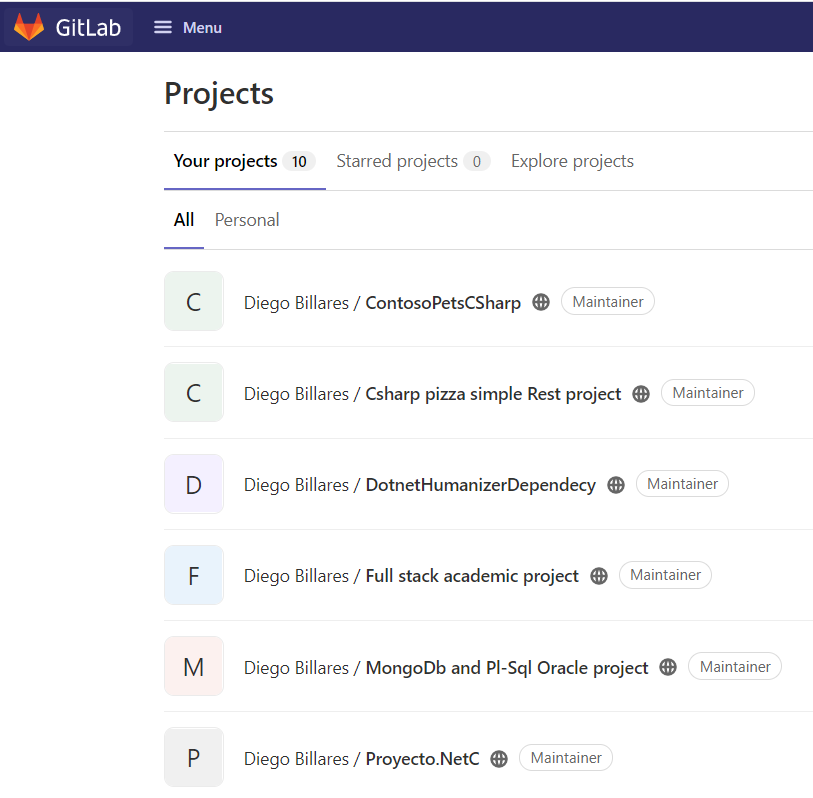 GitLab Menu
Projects
Your projects 10 Starred projects 0 Explore projects
All Personal
C Diego Billares / ContosoPetsCSharp Maintainer
C Diego Billares / Csharp pizza simple Rest project Maintainer
D Diego Billares / DotnetHumanizerDependecy Maintainer
F Diego Billares / Full stack academic project Maintainer
M Diego Billares / MongoDb and Pl-Sql Oracle project Maintainer
P Diego Billares / Proyecto.NetC Maintainer